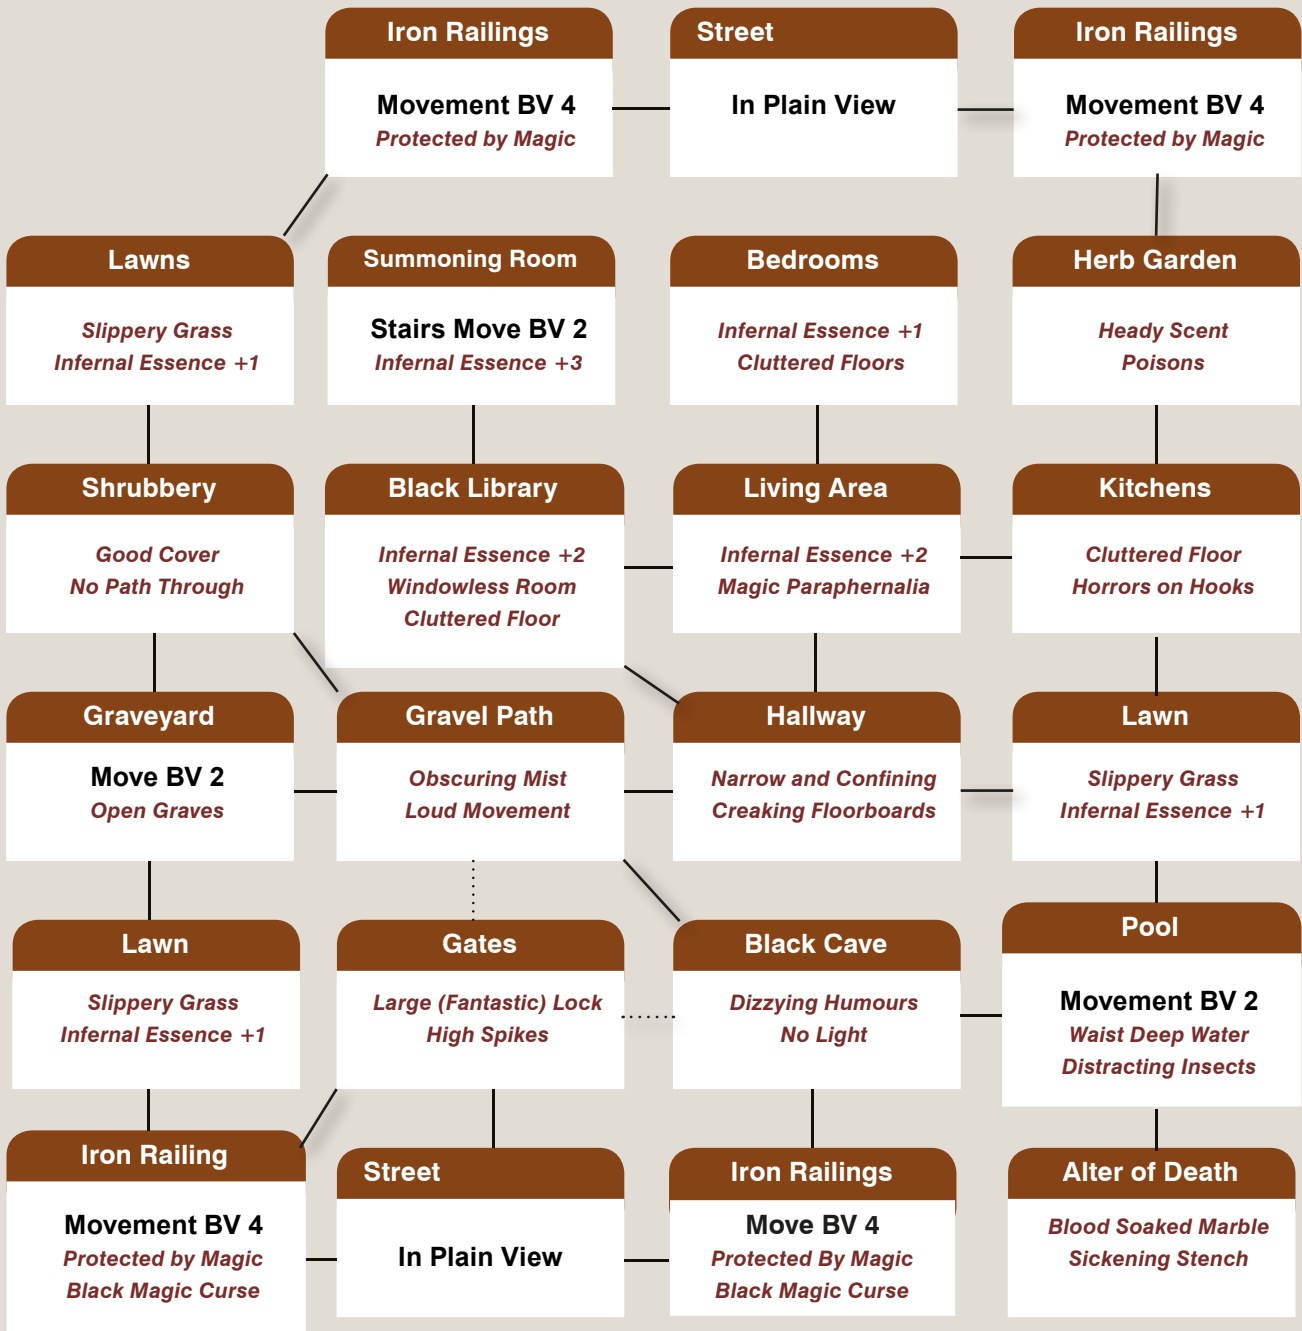 Iron Railings
Movement BV 4
Protected by Magic
Street
In Plain View
Iron Railings
Movement BV 4
Protected by Magic
Lawns
Slippery Grass
Infernal Essence +1
Summoning Room
Stairs Move BV 2
Infernal Essence +3
Bedrooms
Infernal Essence +1
Cluttered Floors
Herb Garden
Heady Scent
Poisons
Shrubbery
Good Cover
No Path Through
Black Library
Infernal Essence +2
Windowless Room
Cluttered Floor
Living Area
Infernal Essence +2
Magic Paraphernalia
Kitchens
Cluttered Floor
Horrors on Hooks
Graveyard
Move BV 2
Open Graves
Gravel Path
Obscuring Mist
Loud Movement
Hallway
Narrow and Confining
Creaking Floorboards
Lawn
Slippery Grass
Infernal Essence +1
Lawn
Slippery Grass
Infernal Essence +1
Gates
Large (Fantastic) Lock
High Spikes
Black Cave
Dizzying Humours
No Light
Pool
Movement BV 2
Waist Deep Water
Distracting Insects
Iron Railing
Movement BV 4
Protected by Magic
Black Magic Curse
Street
In Plain View
Iron Railings
Move BV 4
Protected By Magic
Black Magic Curse
Alter of Death
Blood Soaked Marble
Sickening Stench